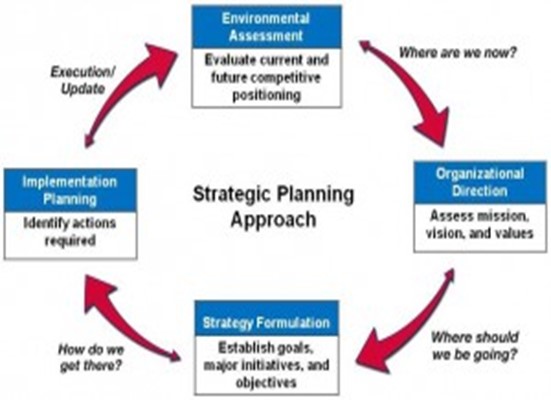 Environmental
Assessment
Evaluate current and
future competitive
positioning
Where are we now?
Organizational
Direction
Assess mission,
vision, and values
Where should
we be going?
Strategy Formulation
Establish goals,
major initiatives, and
objectives
How do we
get there?
Implementation
Planning
Identify actions
required
Execution/
Update
Strategic Planning
Approach